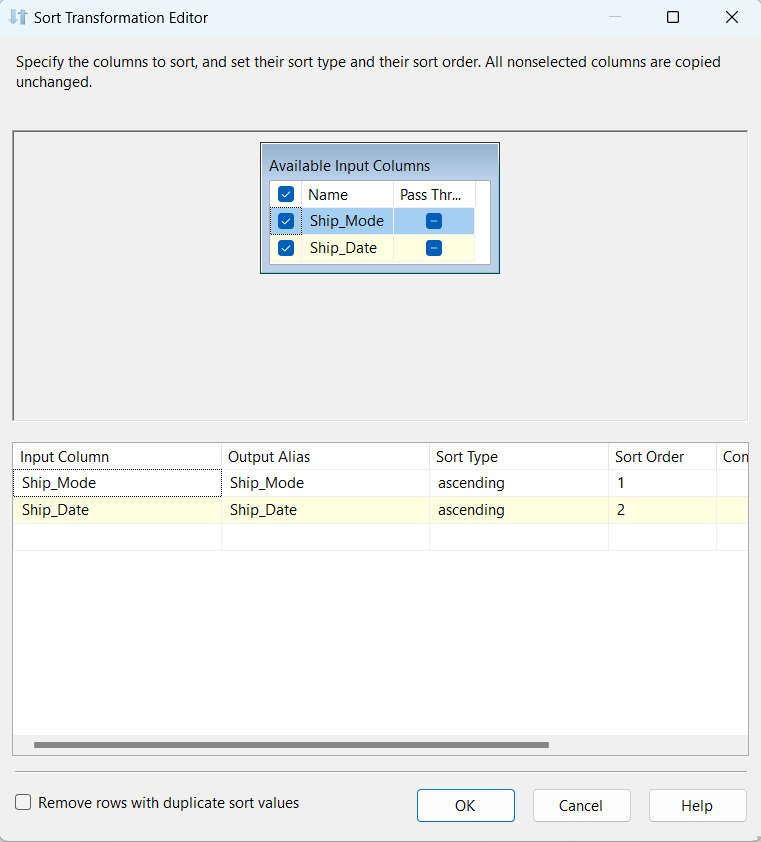 Sort Transformation Editor
Specify the columns to sort, and set their sort type and their sort order. All nonselected columns are copied
unchanged.
Available Input Columns
Name Pass Thr...
Ship_Mode
Ship_Date
Input Column Output Alias Sort Type Sort Order Con
Ship_Mode Ship_Mode ascending 1
Ship_Date Ship_Date ascending 2
Remove rows with duplicate sort values OK Cancel Help